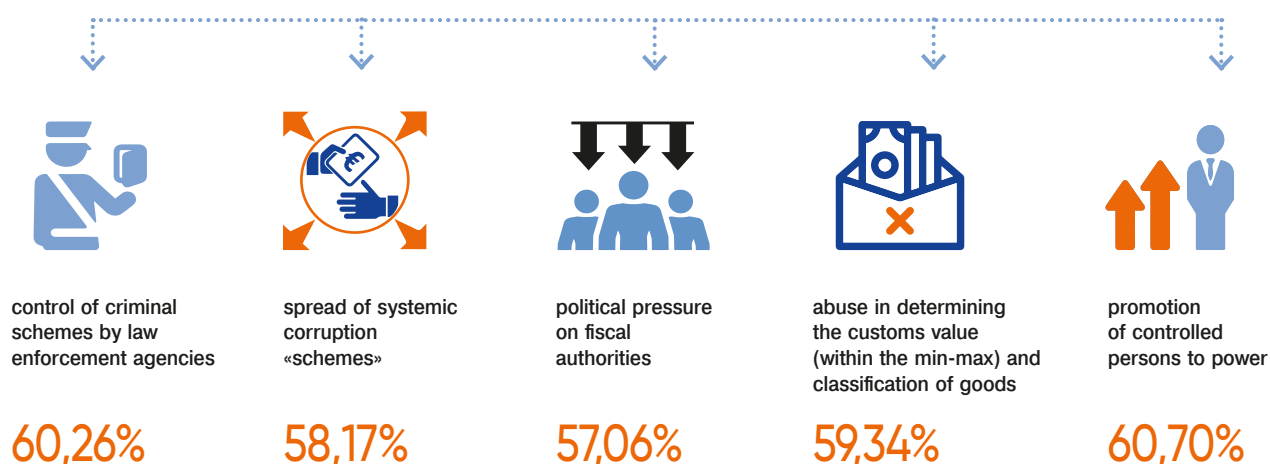 control of criminal
schemes by law
enforcement agencies
60,26%
spread of systemic
corruption
«schemes»
58,17%
political pressure
on fiscal
authorities
57,06%
abuse in determining
the customs value
(within the min-max) and
classification of goods
59,34%
promotion
of controlled
persons to power
60,70%